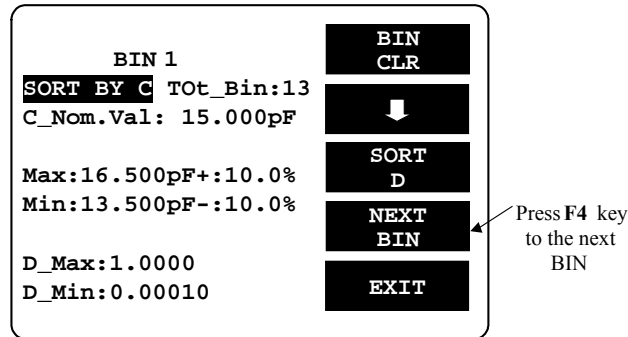 BIN 1
SORT BY C TOt_Bin:13
C_Nom.Val: 15.000pF
Max:16.500pF+:10.0%
Min:13.500pF-:10.0%
D_Max:1.0000
D_Min:0.00010
BIN
CLR
SORT
D
NEXT
BIN
EXIT
Press F4 key
to the next
BIN